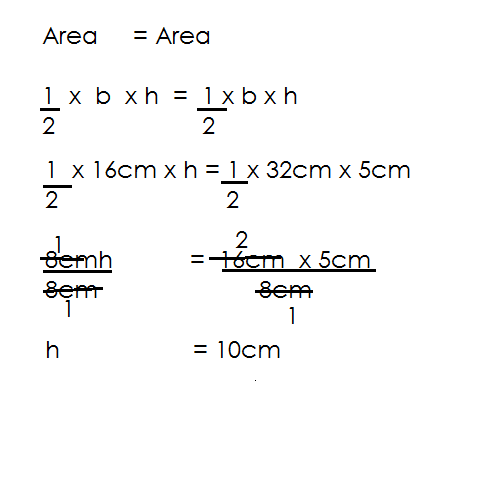 Area = Area
1 x b x h = 1 x b x h
2 2
1 x 16cm x h = 1 x 32cm x 5cm
2 2
1 2
8cmh = 16cm x 5cm
8cm 8cm
1 1
h = 10cm